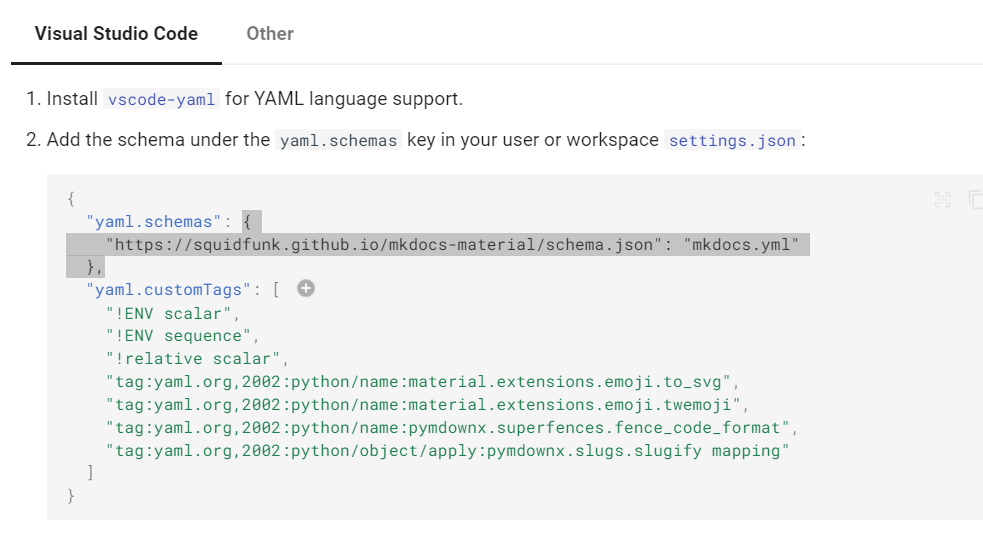 Visual Studio Code Other
1. Install vscode-yaml for YAML language support.
2. Add the schema under the yaml.schemas key in your user or workspace settings.json:
{
"yaml.schemas": {
"https://squidfunk.github.io/mkdocs-material/schema.json": "mkdocs.yml"
},
"yaml.customTags": [
"!ENV scalar",
"!ENV sequence",
"!relative scalar",
"tag:yaml.org,2002:python/name:material.extensions.emoji.to_svg",
"tag:yaml.org,2002:python/name:material.extensions.emoji.twemoji",
"tag:yaml.org,2002:python/name:pymdownx.superfences.fence_code_format",
"tag:yaml.org,2002:python/object/apply:pymdownx.slugs.slugify mapping"
]
}